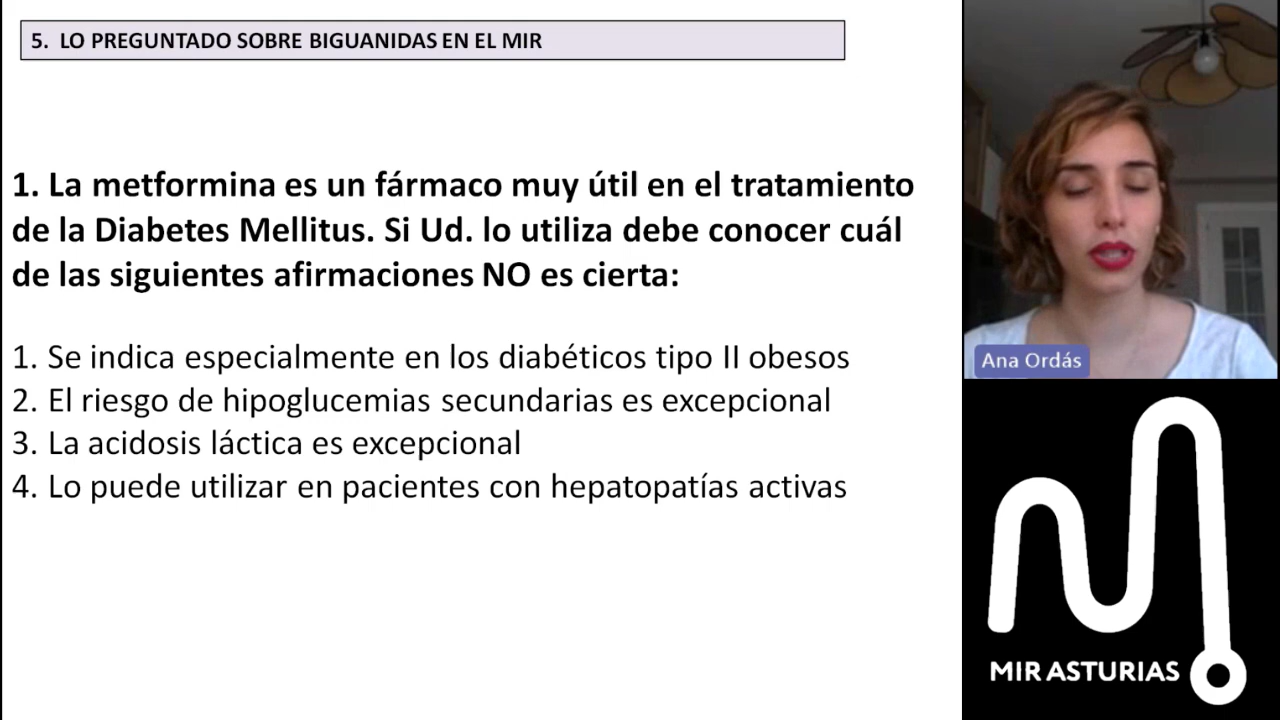 5. LO PREGUNTADO SOBRE BIGUANIDAS EN EL MIR
1. La metformina es un fármaco muy útil en el tratamiento
de la Diabetes Mellitus. Si Ud. lo utiliza debe conocer cuál
de las siguientes afirmaciones NO es cierta:
1. Se indica especialmente en los diabéticos tipo II obesos
2. El riesgo de hipoglucemias secundarias es excepcional
3. La acidosis láctica es excepcional
4. Lo puede utilizar en pacientes con hepatopatías activas
Ana Ordás
MIR ASTURIAS